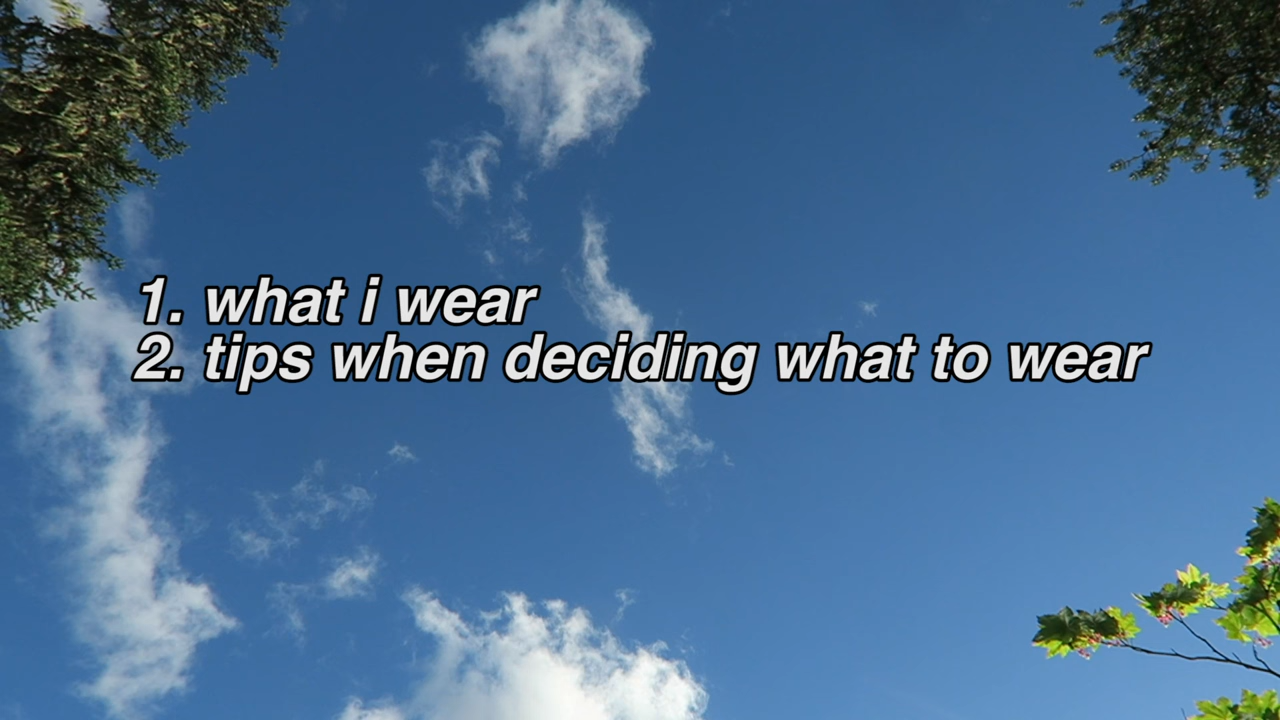 1. what i wear
2. tips when deciding what to wear